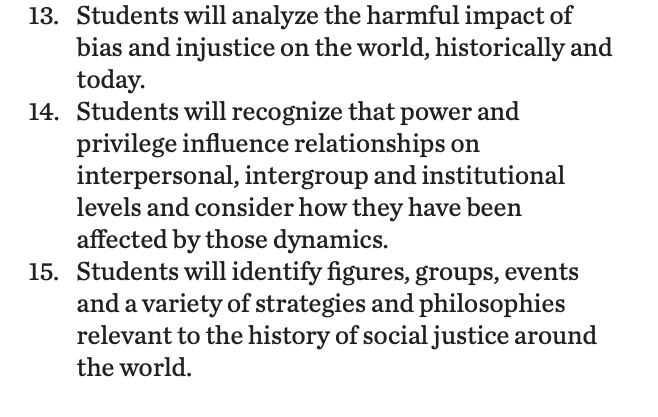 13. Students will analyze the harmful impact of
bias and injustice on the world, historically and
today.
14. Students will recognize that power and
privilege influence relationships on
interpersonal, intergroup and institutional
levels and consider how they have been
affected by those dynamics.
15. Students will identify figures, groups, events
and a variety of strategies and philosophies
relevant to the history of social justice around
the world.